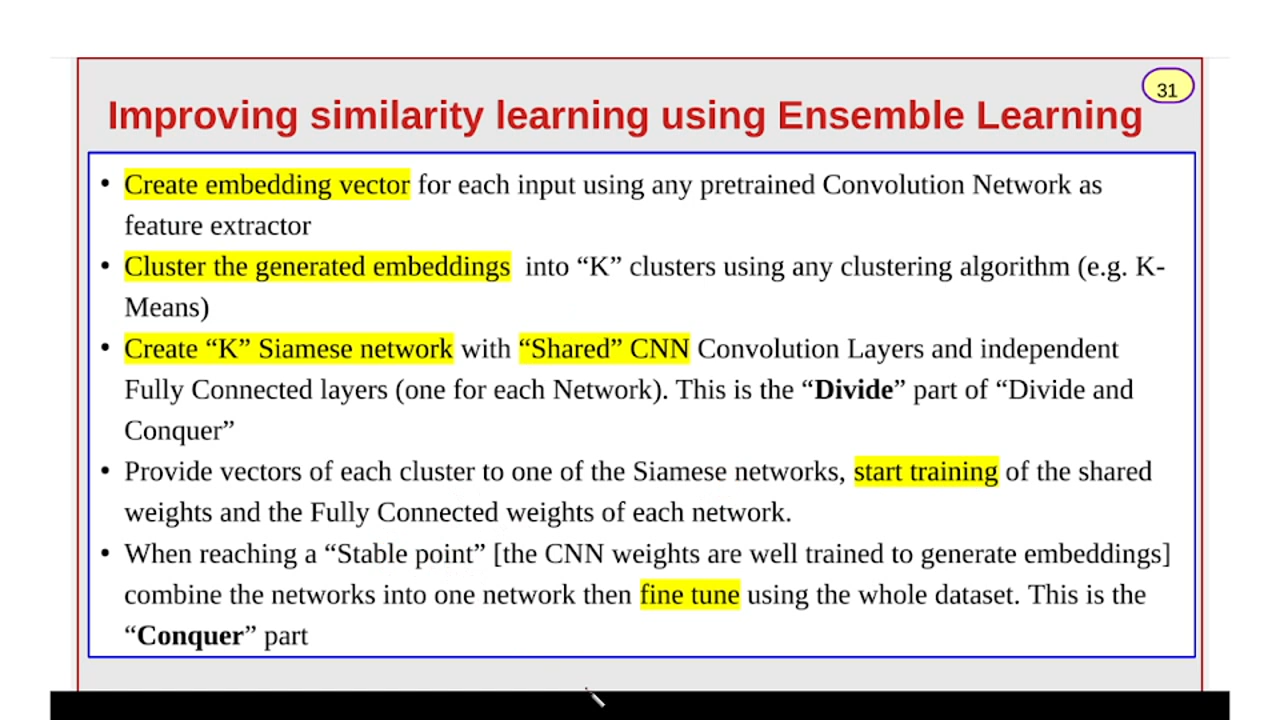 31
Improving similarity learning using Ensemble Learning
• Create embedding vector for each input using any pretrained Convolution Network as
feature extractor
• Cluster the generated embeddings into “K” clusters using any clustering algorithm (e.g. K-
Means)
• Create “K” Siamese network with “Shared” CNN Convolution Layers and independent
Fully Connected layers (one for each Network). This is the “Divide” part of “Divide and
Conquer”
• Provide vectors of each cluster to one of the Siamese networks, start training of the shared
weights and the Fully Connected weights of each network.
• When reaching a “Stable point” [the CNN weights are well trained to generate embeddings]
combine the networks into one network then fine tune using the whole dataset. This is the
“Conquer” part